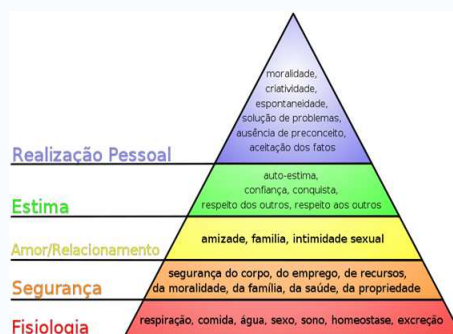 moralidade,
criatividade,
espontaneidade,
solução de problemas,
ausência de preconceito,
aceitação dos fatos
Realização Pessoal
auto-estima,
confiança, conquista,
respeito dos outros, respeito aos outros
Estima
amizade, família, intimidade sexual
Amor/Relacionamento
segurança do corpo, do emprego, de recursos,
da moralidade, da família, da saúde, da propriedade
Segurança
respiração, comida, água, sexo, sono, homeostase, excreção
Fisiologia